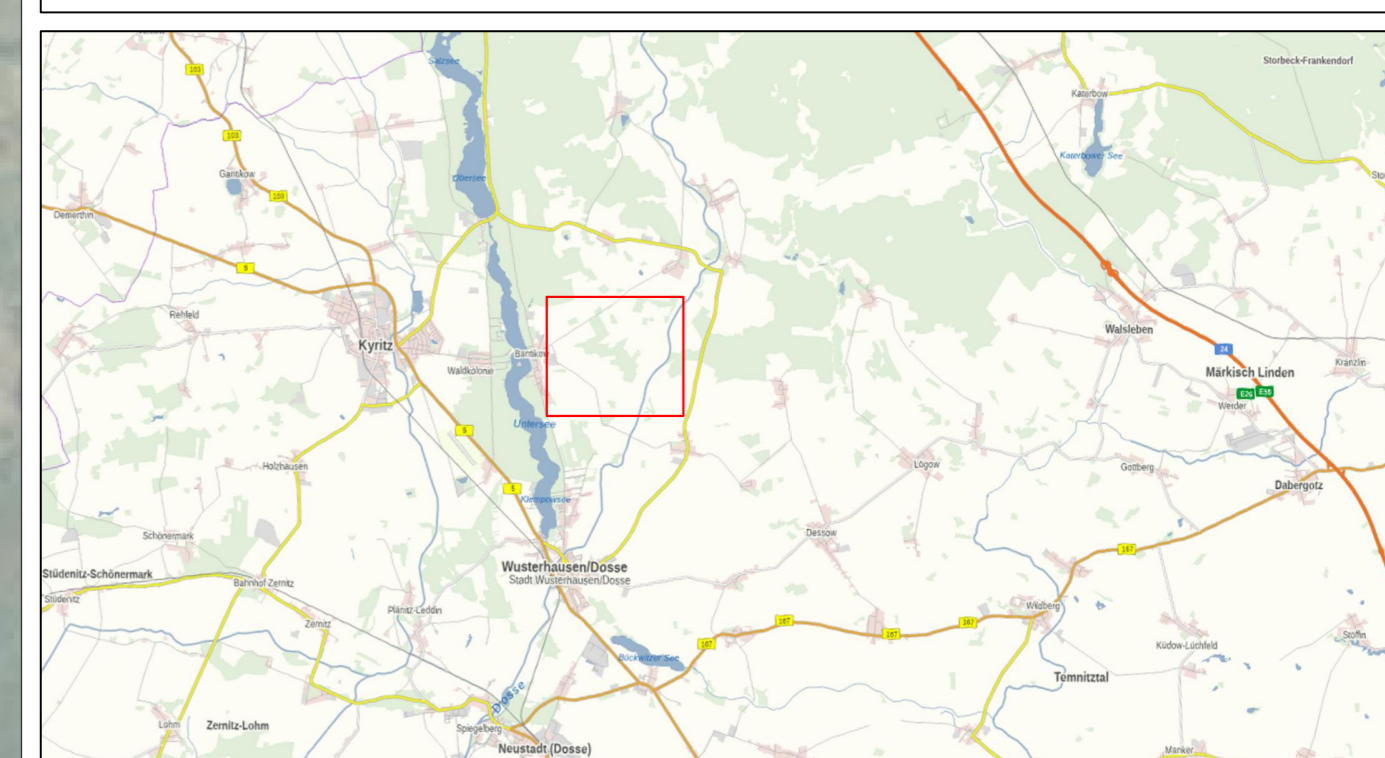 103
Salzsee
Storbeck-Frankendorf
Katerbow
103
Katerbower See
Gantikow
Obersee
103
Demerthin
5
Rehfeld
Walsleben
Kyritz
Bantikow
24
Waldkolonie
Kränzlin
Märkisch Linden
E26
E55
Werder
Untersee
5
Holzhausen
Lögow
Gottberg
5
Klempowsee
Dabergotz
Dessow
Schönermark
167
Wusterhausen/Dosse
Stüdenitz-Schönermark
Stadt Wusterhausen/Dosse
Bahnhof Zernitz
Stüdenitz
Plänitz-Leddin
Wildberg
Zernitz
167
167
167
Stöffin
167
Küdow-Lüchfeld
Bückwitzer See
Temnitztal
Dosse
Lohm
Zernitz-Lohm
Spiegelberg
Neustadt (Dosse)
Manker